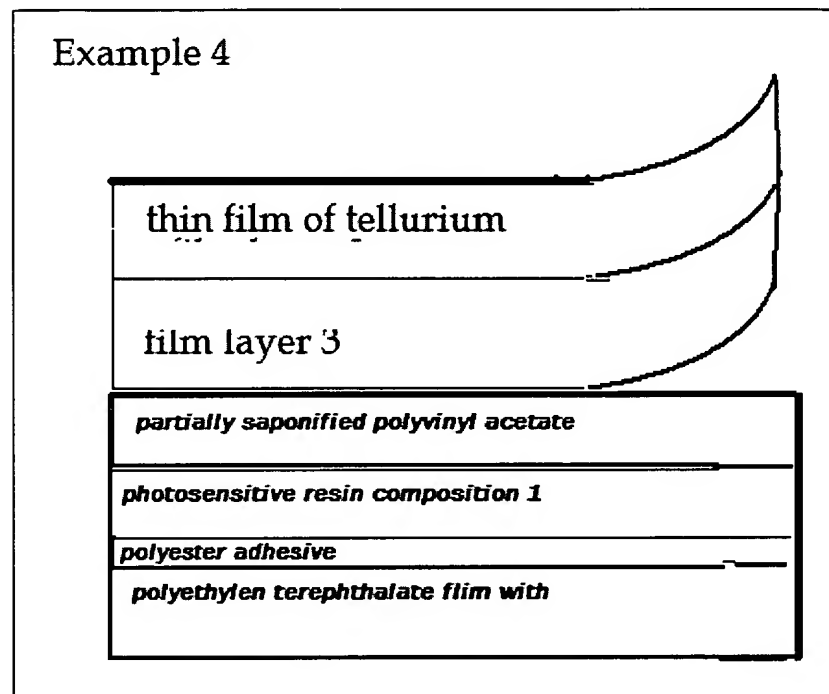 Example 4
thin film of tellurium
film layer 3
partially saponified polyvinyl acetate
photosensitive resin composition 1
polyester adhesive
polyethylen terephthalate flim with